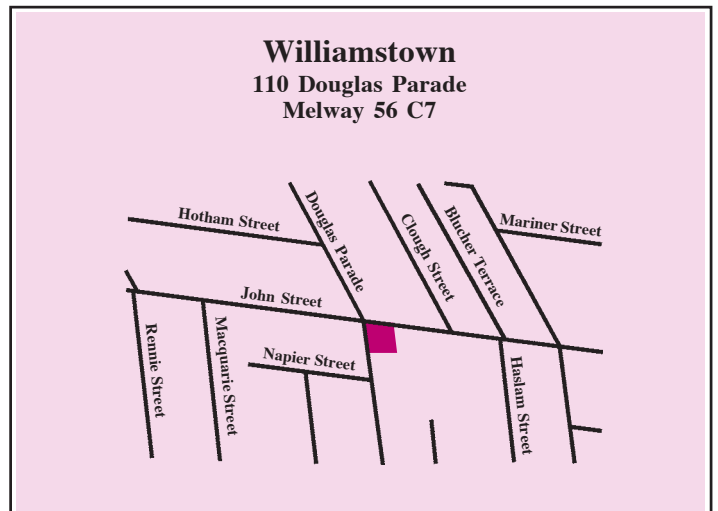 Williamstown
110 Douglas Parade
Melway 56 C7
Hotham Street
Douglas Parade
Clough Street
Blucher Terrace
Mariner Street
John Street
Rennie Street
Macquarie Street
Napier Street
Haslam Street